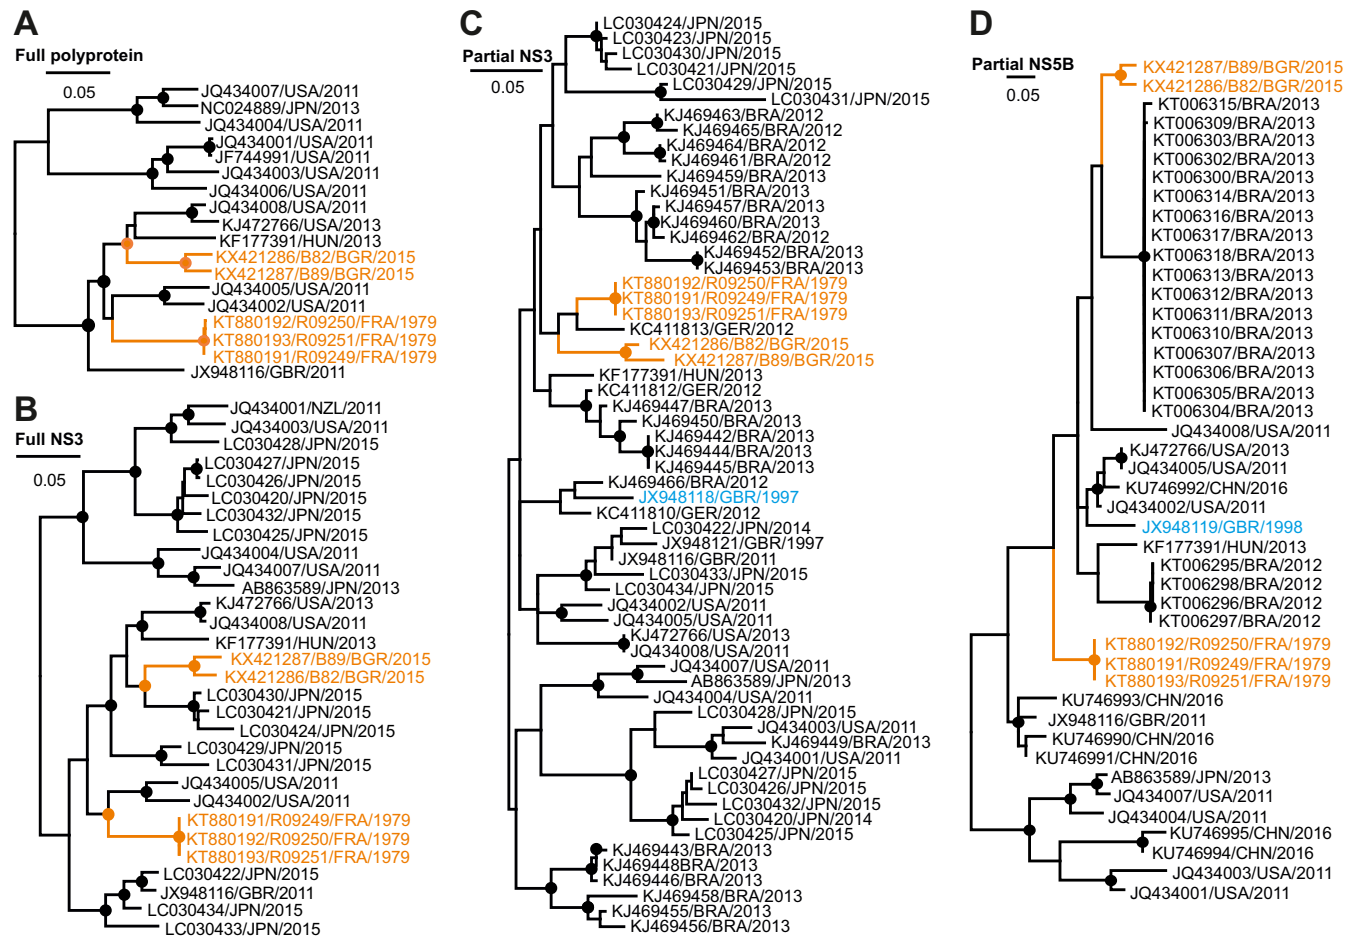 A
Full polyprotein
0.05
JQ434007/USA/2011
NC024889/JPN/2013
JQ434004/USA/2011
JQ434001/USA/2011
JF744991/USA/2011
JQ434003/USA/2011
JQ434006/USA/2011
JQ434008/USA/2011
KJ472766/USA/2013
KF177391/HUN/2013
KX421286/B82/BGR/2015
KX421287/B89/BGR/2015
JQ434005/USA/2011
JQ434002/USA/2011
KT880192/R09250/FRA/1979
KT880193/R09251/FRA/1979
KT880191/R09249/FRA/1979
JX948116/GBR/2011
B
Full NS3
0.05
JQ434001/NZL/2011
JQ434003/USA/2011
LC030428/JPN/2015
LC030427/JPN/2015
LC030426/JPN/2015
LC030420/JPN/2015
LC030432/JPN/2015
LC030425/JPN/2015
JQ434004/USA/2011
JQ434007/USA/2011
AB863589/JPN/2013
KJ472766/USA/2013
JQ434008/USA/2011
KF177391/HUN/2013
KX421287/B89/BGR/2015
KX421286/B82/BGR/2015
LC030430/JPN/2015
LC030421/JPN/2015
LC030424/JPN/2015
LC030429/JPN/2015
LC030431/JPN/2015
JQ434005/USA/2011
JQ434002/USA/2011
KT880191/R09249/FRA/1979
KT880192/R09250/FRA/1979
KT880193/R09251/FRA/1979
LC030422/JPN/2015
JX948116/GBR/2011
LC030434/JPN/2015
LC030433/JPN/2015
C
Partial NS3
0.05
LC030424/JPN/2015
LC030423/JPN/2015
LC030430/JPN/2015
LC030421/JPN/2015
LC030429/JPN/2015
LC030431/JPN/2015
KJ469463/BRA/2012
KJ469465/BRA/2012
KJ469464/BRA/2012
KJ469461/BRA/2012
KJ469459/BRA/2013
KJ469451/BRA/2013
KJ469457/BRA/2013
KJ469460/BRA/2013
KJ469462/BRA/2012
KJ469452/BRA/2013
KJ469453/BRA/2013
KT880192/R09250/FRA/1979
KT880191/R09249/FRA/1979
KT880193/R09251/FRA/1979
KC411813/GER/2012
KX421286/B82/BGR/2015
KX421287/B89/BGR/2015
KF177391/HUN/2013
KC411812/GER/2012
KJ469447/BRA/2013
KJ469450/BRA/2013
KJ469442/BRA/2013
KJ469444/BRA/2013
KJ469445/BRA/2013
KJ469466/BRA/2012
JX948118/GBR/1997
KC411810/GER/2012
LC030422/JPN/2014
JX948121/GBR/1997
JX948116/GBR/2011
LC030433/JPN/2015
LC030434/JPN/2015
JQ434002/USA/2011
JQ434005/USA/2011
KJ472766/USA/2013
JQ434008/USA/2011
JQ434007/USA/2011
AB863589/JPN/2013
JQ434004/USA/2011
LC030428/JPN/2015
JQ434003/USA/2011
KJ469449/BRA/2013
JQ434001/USA/2011
LC030427/JPN/2015
LC030426/JPN/2015
LC030432/JPN/2015
LC030420/JPN/2014
LC030425/JPN/2015
KJ469443/BRA/2013
KJ469448BRA/2013
KJ469446/BRA/2013
KJ469458/BRA/2013
KJ469455/BRA/2013
KJ469456/BRA/2013
D
Partial NS5B
0.05
KX421287/B89/BGR/2015
KX421286/B82/BGR/2015
KT006315/BRA/2013
KT006309/BRA/2013
KT006303/BRA/2013
KT006302/BRA/2013
KT006300/BRA/2013
KT006314/BRA/2013
KT006316/BRA/2013
KT006317/BRA/2013
KT006318/BRA/2013
KT006313/BRA/2013
KT006312/BRA/2013
KT006311/BRA/2013
KT006310/BRA/2013
KT006307/BRA/2013
KT006306/BRA/2013
KT006305/BRA/2013
KT006304/BRA/2013
JQ434008/USA/2011
KJ472766/USA/2013
JQ434005/USA/2011
KU746992/CHN/2016
JQ434002/USA/2011
JX948119/GBR/1998
KF177391/HUN/2013
KT006295/BRA/2012
KT006298/BRA/2012
KT006296/BRA/2012
KT006297/BRA/2012
KT880192/R09250/FRA/1979
KT880191/R09249/FRA/1979
KT880193/R09251/FRA/1979
KU746993/CHN/2016
JX948116/GBR/2011
KU746990/CHN/2016
KU746991/CHN/2016
AB863589/JPN/2013
JQ434007/USA/2011
JQ434004/USA/2011
KU746995/CHN/2016
KU746994/CHN/2016
JQ434003/USA/2011
JQ434001/USA/2011